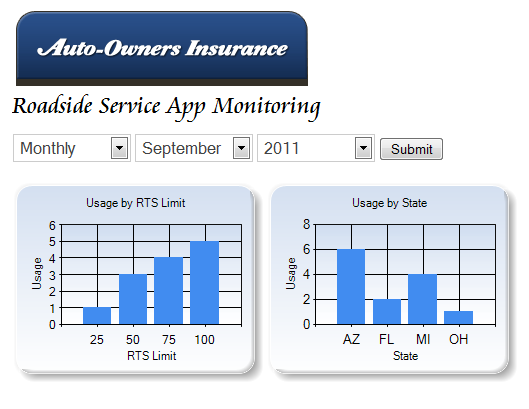 Auto-Owners Insurance
Roadside Service App Monitoring
Monthly September 2011 Submit
Usage by RTS Limit
6
5
4
3
2
1
0
Usage
25 50 75 100
RTS Limit
Usage by State
8
6
4
2
0
Usage
AZ FL MI OH
State